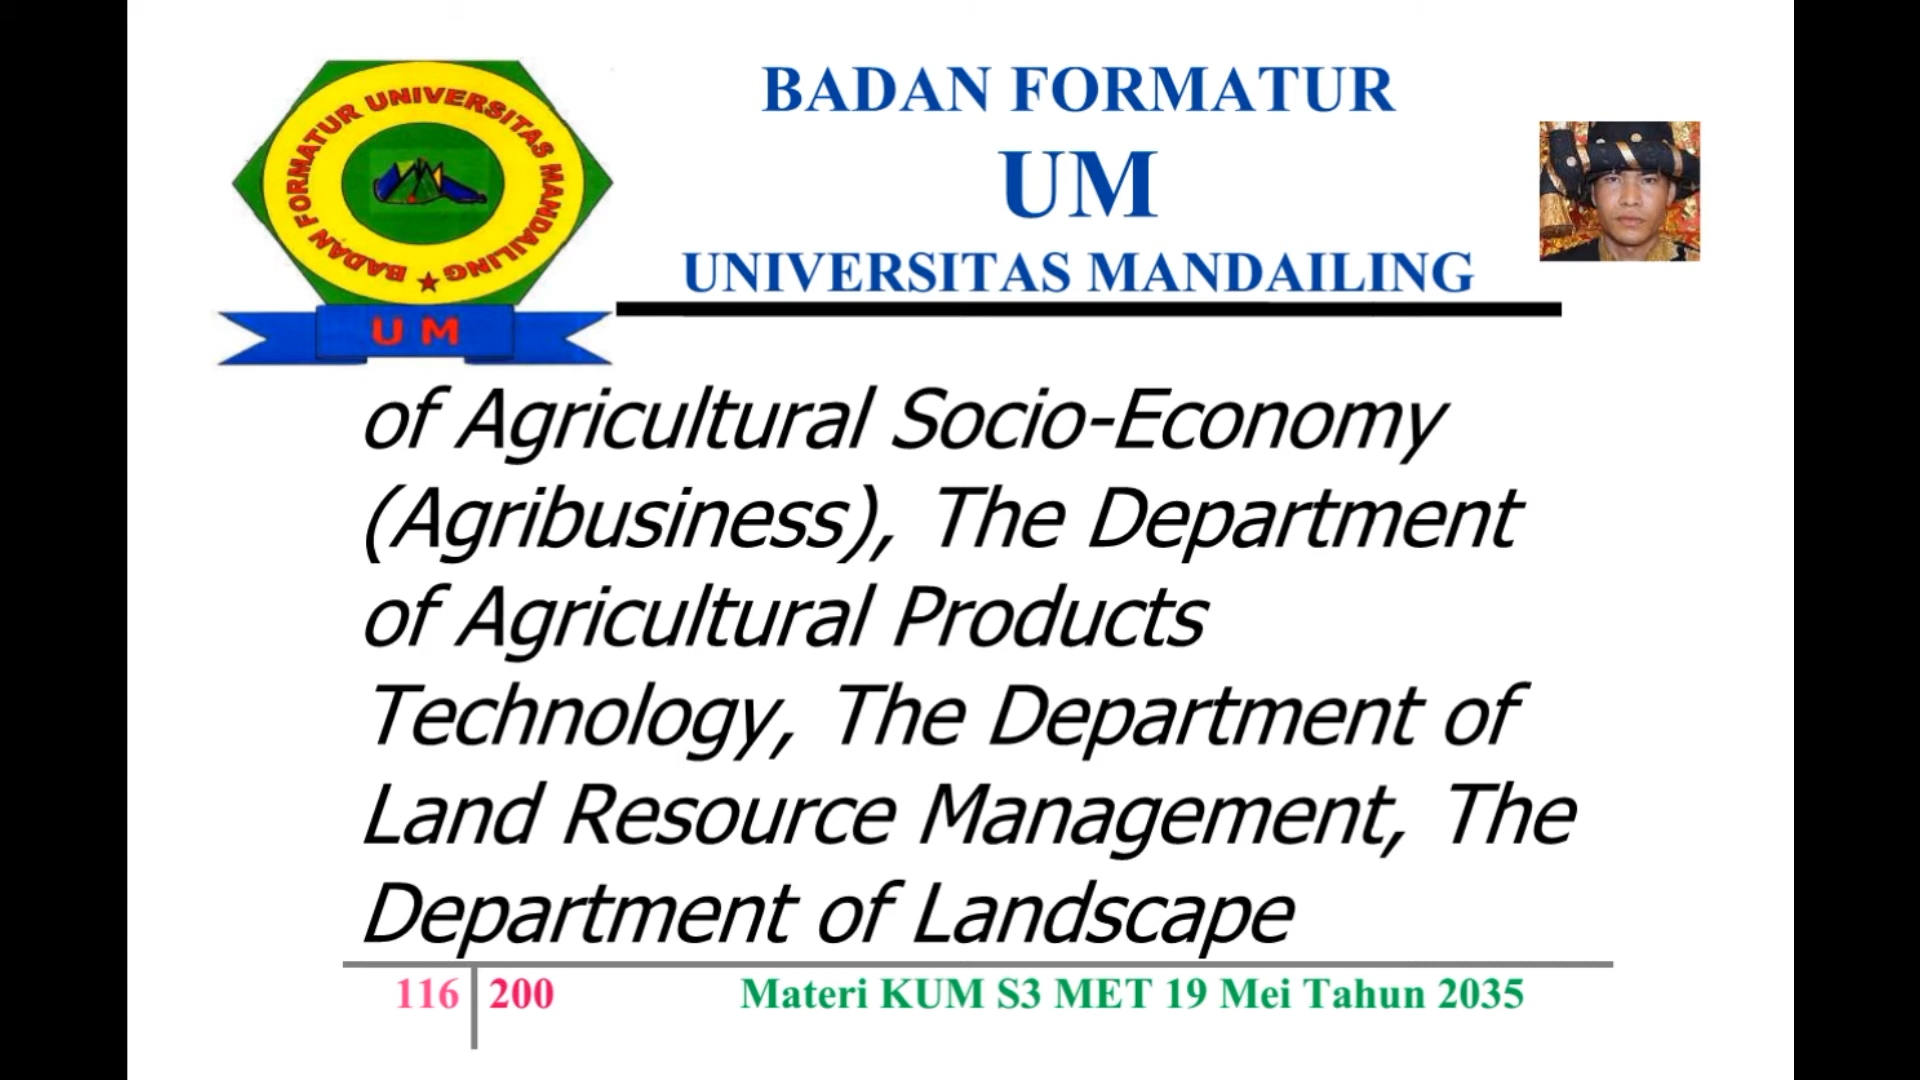 BADAN FORMATUR UNIVERSITAS MANDAILING
U M
BADAN FORMATUR
UM
UNIVERSITAS MANDAILING
of Agricultural Socio-Economy
(Agribusiness), The Department
of Agricultural Products
Technology, The Department of
Land Resource Management, The
Department of Landscape
116 200 Materi KUM S3 MET 19 Mei Tahun 2035